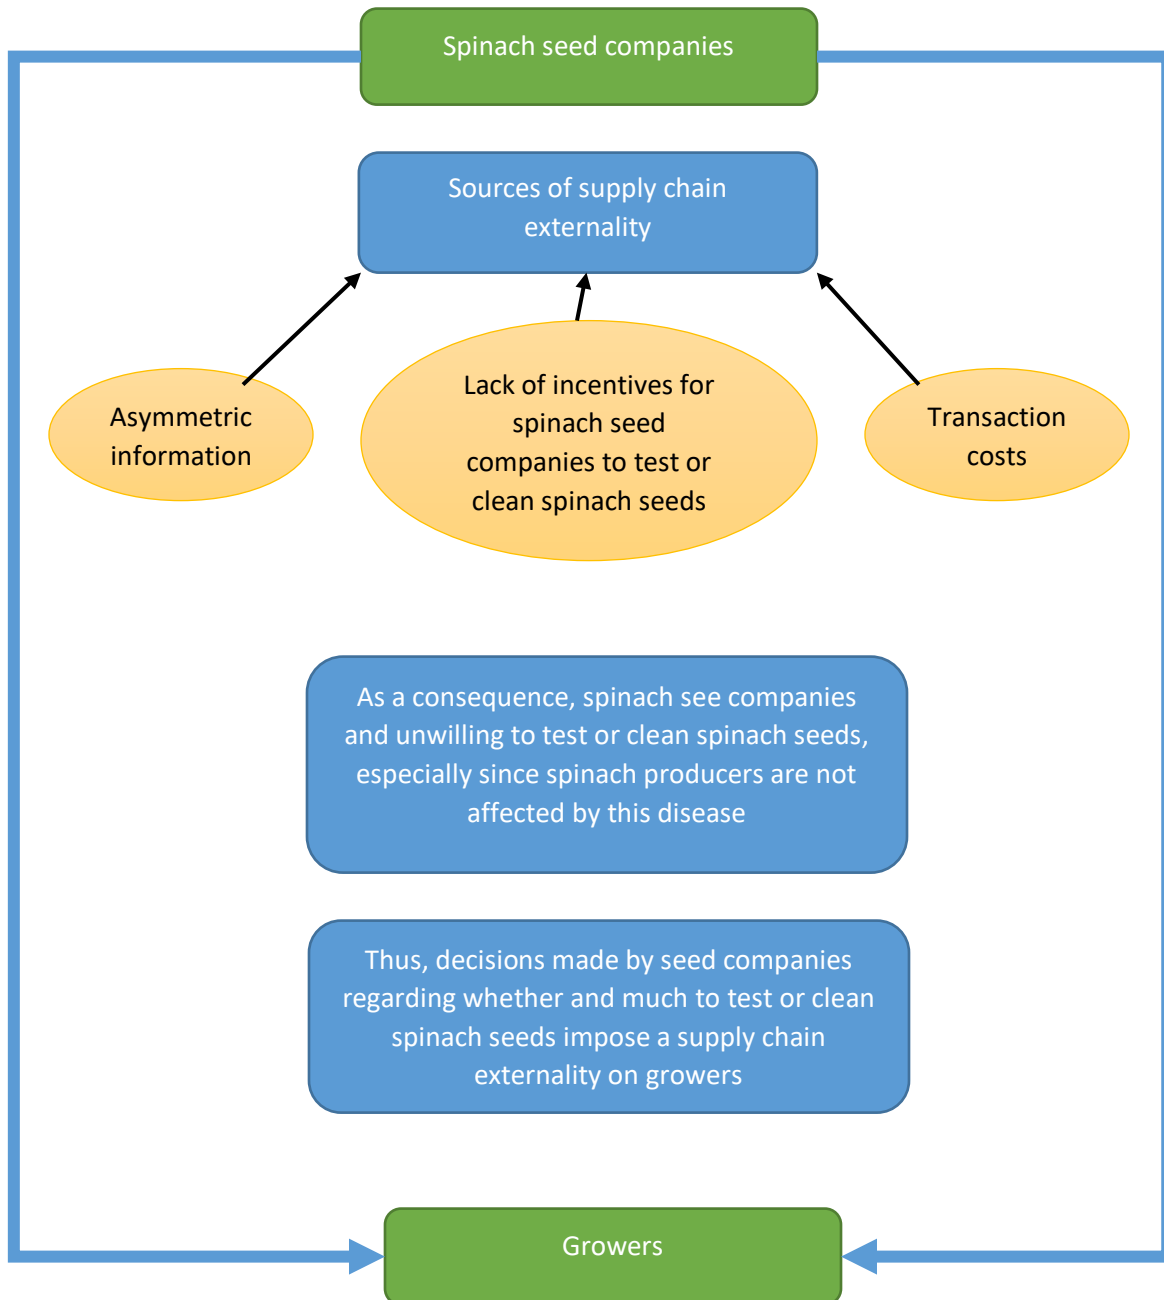 Spinach seed companies
Sources of supply chain
externality
Asymmetric
information
Lack of incentives for
spinach seed
companies to test or
clean spinach seeds
Transaction
costs
As a consequence, spinach see companies
and unwilling to test or clean spinach seeds,
especially since spinach producers are not
affected by this disease
Thus, decisions made by seed companies
regarding whether and much to test or clean
spinach seeds impose a supply chain
externality on growers
Growers